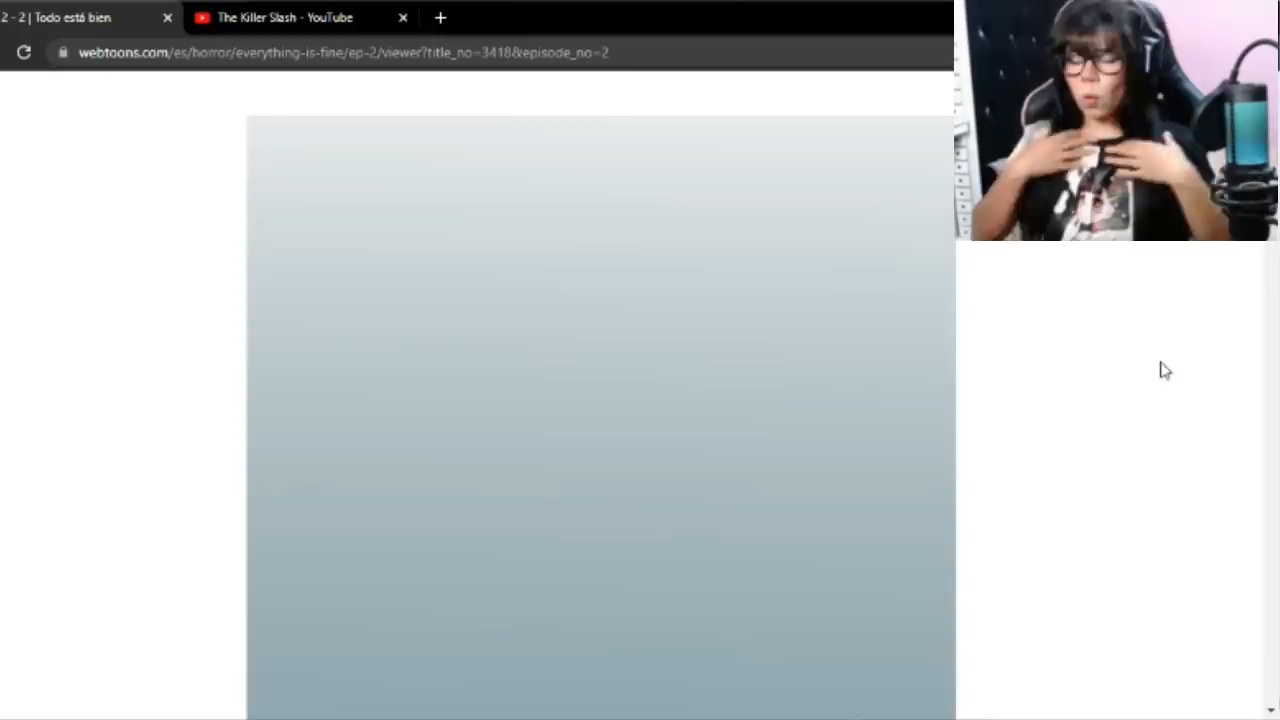 2 - 2 | Todo está bien
The Killer Slash - YouTube
webtoons.com/es/horror/everything-is-fine/ep-2/viewer?title_no=3418&episode_no=2